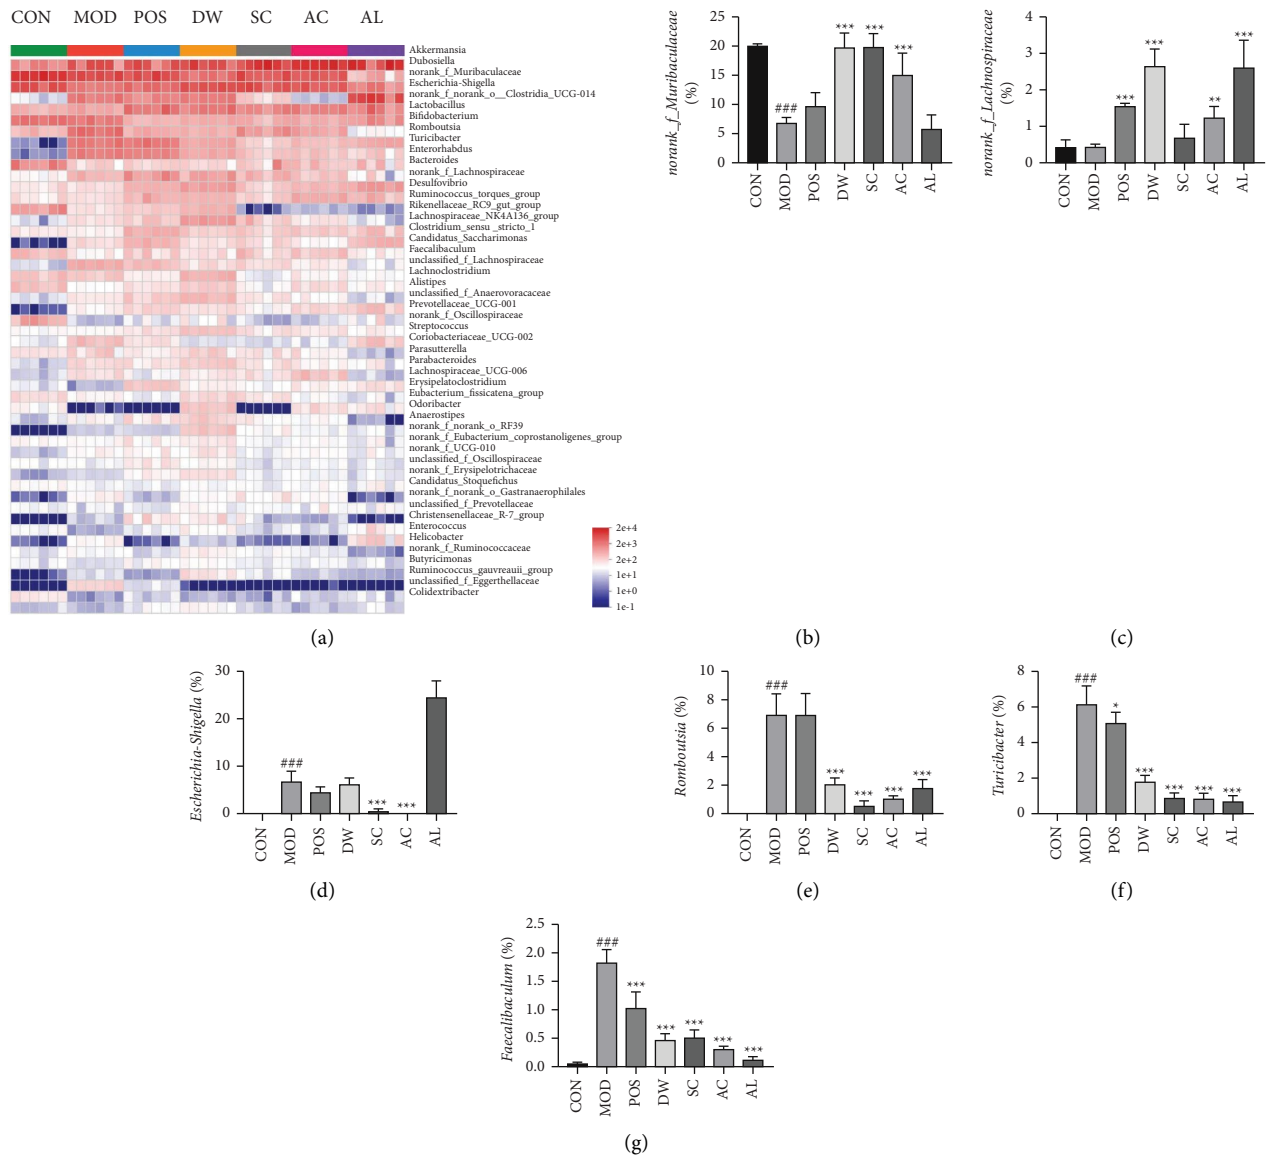 CON MOD POS DW SC AC AL
Akkermansia
Dubosiella
norank_f_Muribaculaceae
Escherichia-Shigella
norank_f_norank_o__Clostridia_UCG-014
Lactobacillus
Bifidobacterium
Romboutsia
Turicibacter
Enterorhabdus
Bacteroides
norank_f_Lachnospiraceae
Desulfovibrio
Ruminococcus_torques_group
Rikenellaceae_RC9_gut_group
Lachnospiraceae_NK4A136_group
Clostridium_sensu _stricto_1
Candidatus_Saccharimonas
Faecalibaculum
unclassified_f_Lachnospiraceae
Lachnoclostridium
Alistipes
unclassified_f_Anaerovoracaceae
Prevotellaceae_UCG-001
norank_f_Oscillospiraceae
Streptococcus
Coriobacteriaceae_UCG-002
Parasutterella
Parabacteroides
Lachnospiraceae_UCG-006
Erysipelatoclostridium
Eubacterium_fissicatena_group
Odoribacter
Anaerostipes
norank_f_norank_o_RF39
norank_f_Eubacterium_coprostanoligenes_group
norank_f_UCG-010
unclassified_f_Oscillospiraceae
norank_f_Erysipelotrichaceae
Candidatus_Stoquefichus
norank_f_norank_o_Gastranaerophilales
unclassified_f_Prevotellaceae
Christensenellaceae_R-7_group
Enterococcus
Helicobacter
norank_f_Ruminococcaceae
Butyricimonas
Ruminococcus_gauvreauii_group
unclassified_f_Eggerthellaceae
Colidextribacter
2e+4
2e+3
2e+2
1e+1
1e+0
1e-1
(a)
norank_f_Muribaculaceae
(%)
25
20
15
10
5
0
###
***
***
***
CON MOD POS DW SC AC AL
(b)
norank_f_Lachmospiraceae
(%)
4
3
2
1
0
***
***
**
***
CON MOD POS DW SC AC AL
(c)
Escherichia-Shigella (%)
30
20
10
0
###
***
***
CON MOD POS DW SC AC AL
(d)
Romboutsia (%)
10
8
6
4
2
0
###
***
***
***
***
CON MOD POS DW SC AC AL
(e)
Turicibacter (%)
8
6
4
2
0
###
*
***
***
***
***
CON MOD POS DW SC AC AL
(f)
Faecalibaculum (%)
2.5
2.0
1.5
1.0
0.5
0.0
###
***
***
***
***
***
CON MOD POS DW SC AC AL
(g)